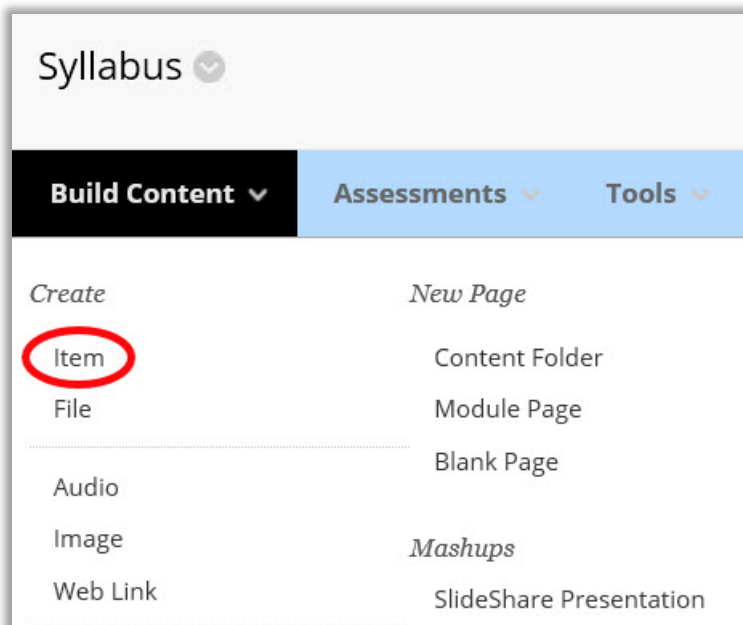 Syllabus
Build Content
Assessments
Tools
Create
Item
File
Audio
Image
Web Link
New Page
Content Folder
Module Page
Blank Page
Mashups
SlideShare Presentation